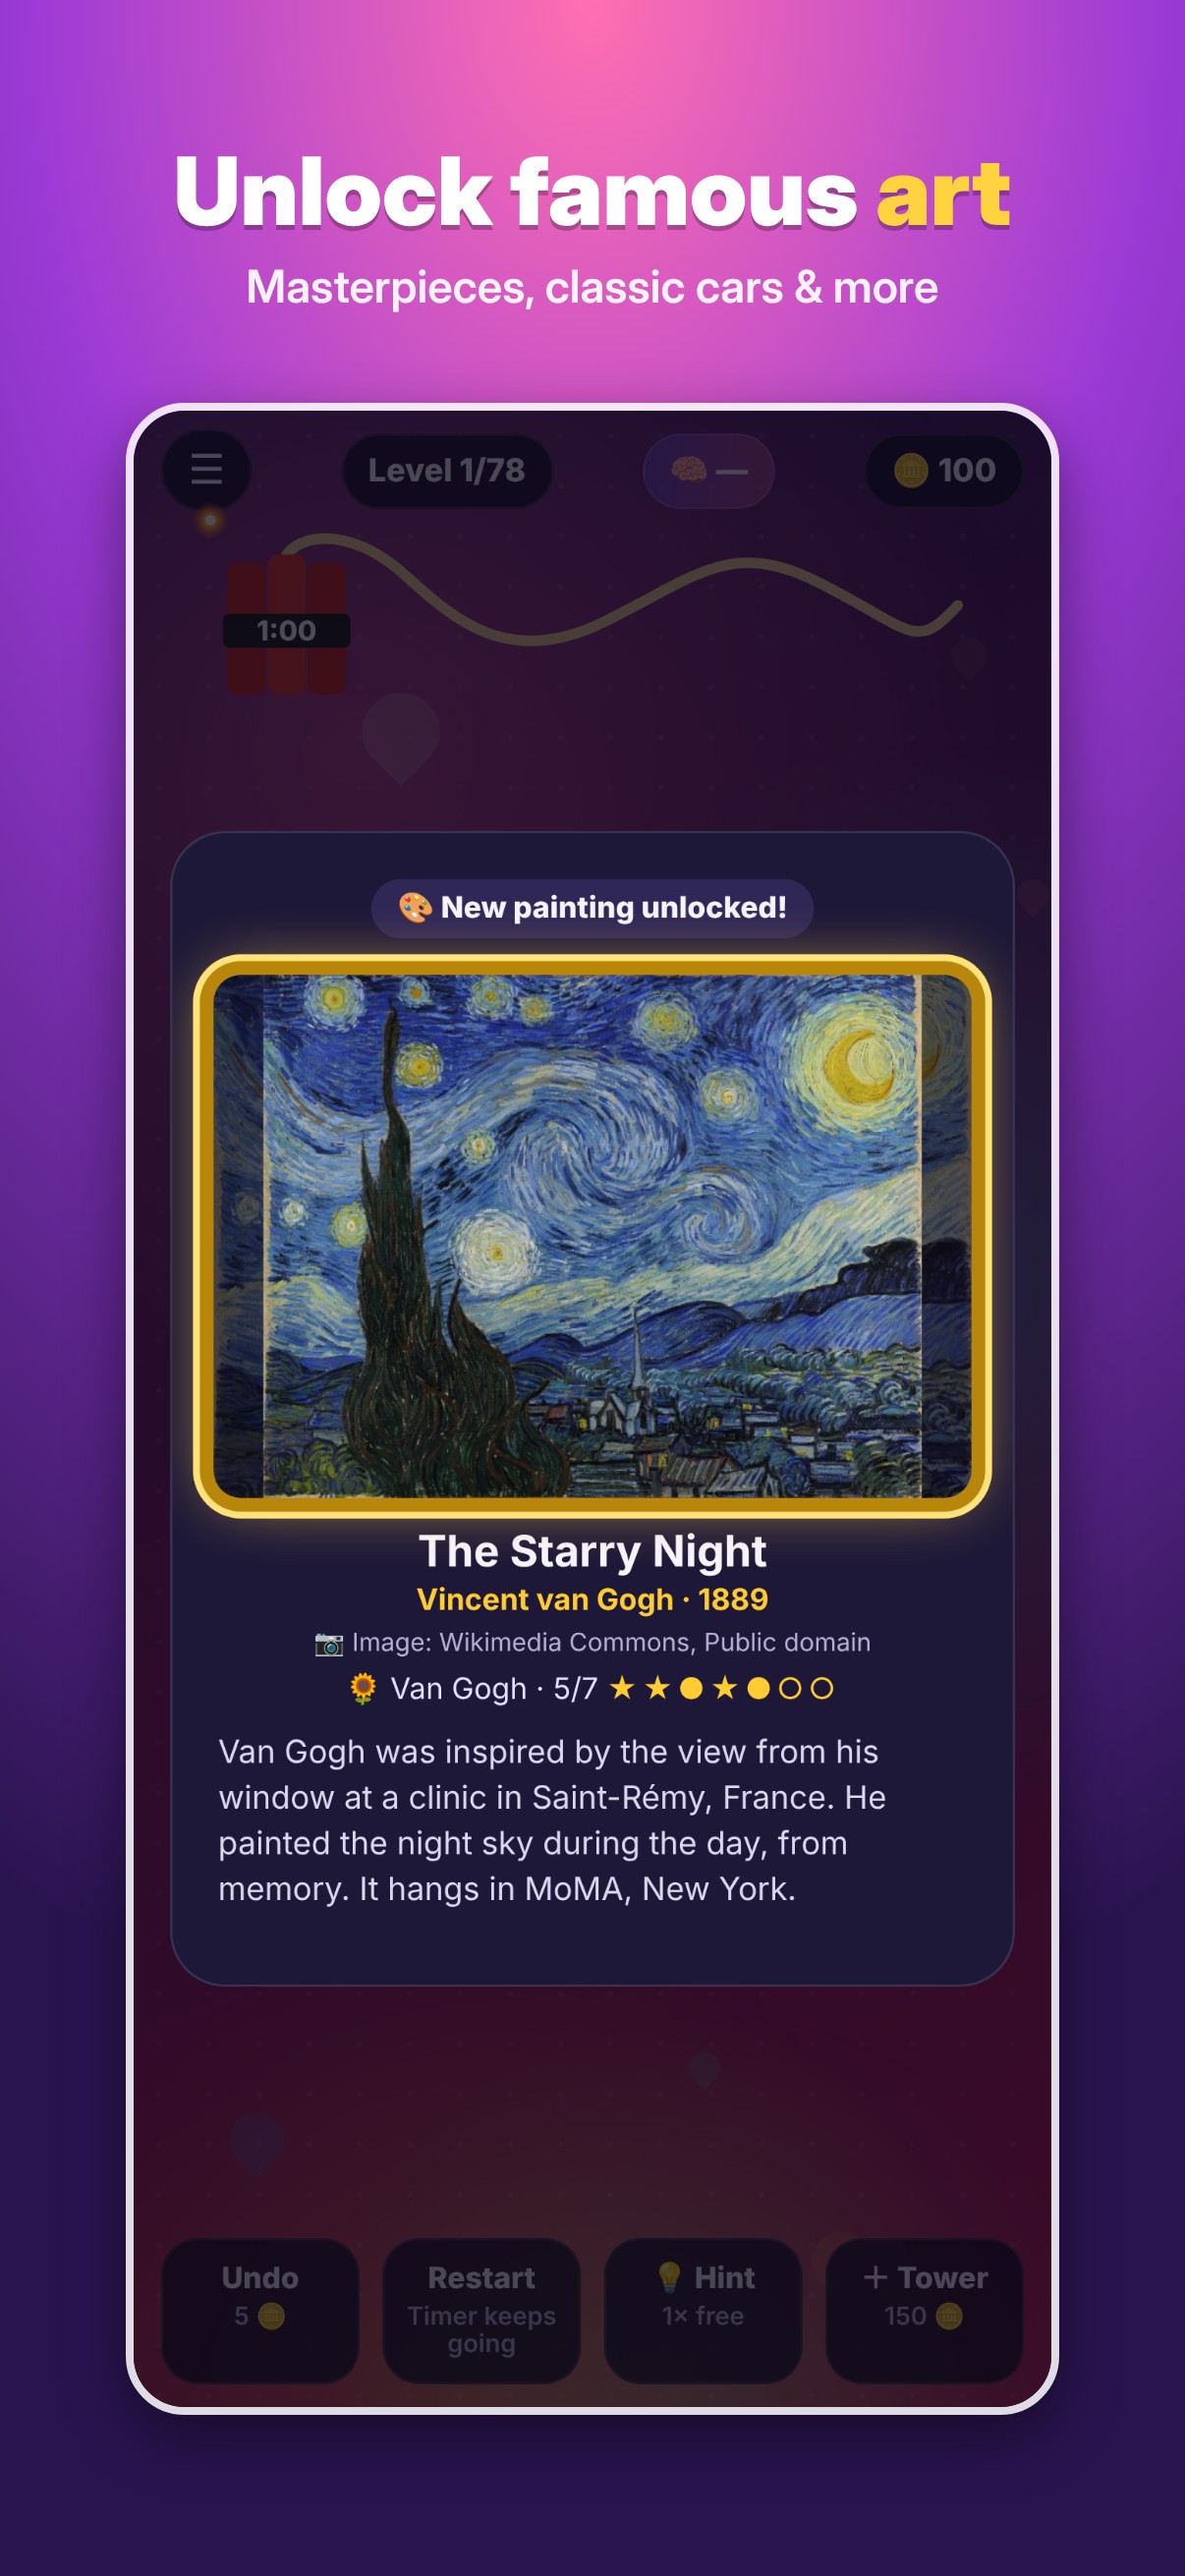 Unlock famous art
Masterpieces, classic cars & more
☰ Level 1/78 🧠 — 🪙 100
1:00
🎨 New painting unlocked!
The Starry Night
Vincent van Gogh · 1889
📷 Image: Wikimedia Commons, Public domain
🌻 Van Gogh · 5/7 ★ ★ ● ★ ● ○ ○
Van Gogh was inspired by the view from his
window at a clinic in Saint-Rémy, France. He
painted the night sky during the day, from
memory. It hangs in MoMA, New York.
Undo
5 🪙
Restart
Timer keeps
going
💡 Hint
1× free
+ Tower
150 🪙